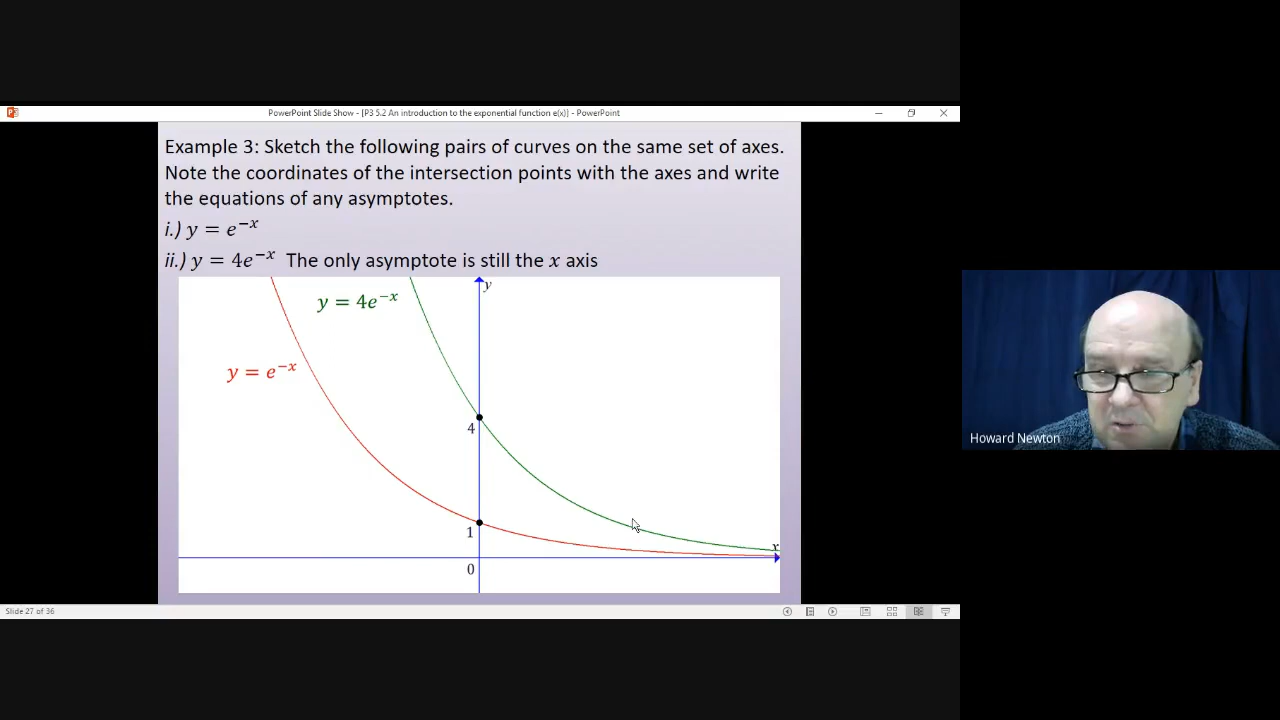 PowerPoint Slide Show - [P3 5.2 An introduction to the exponential function e(x)] - PowerPoint
Example 3: Sketch the following pairs of curves on the same set of axes.
Note the coordinates of the intersection points with the axes and write
the equations of any asymptotes.
i.) y = e⁻ˣ
ii.) y = 4e⁻ˣ The only asymptote is still the x axis
y
y = 4e⁻ˣ
y = e⁻ˣ
4
1
x
0
Howard Newton
Slide 27 of 36